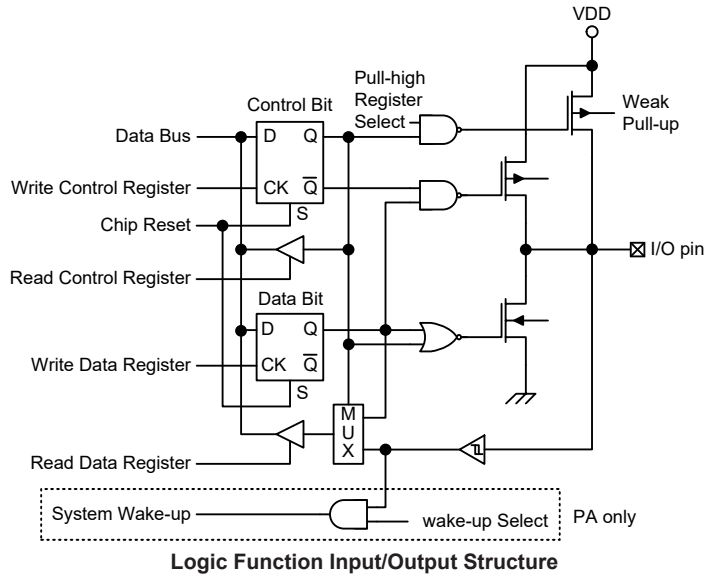 VDD
Pull-high
Register
Select
Weak
Pull-up
Control Bit
Data Bus
D Q
Write Control Register
CK Q̅
S
Chip Reset
I/O pin
Read Control Register
Data Bit
D Q
Write Data Register
CK Q̅
S
M
U
X
Read Data Register
System Wake-up
wake-up Select
PA only
Logic Function Input/Output Structure